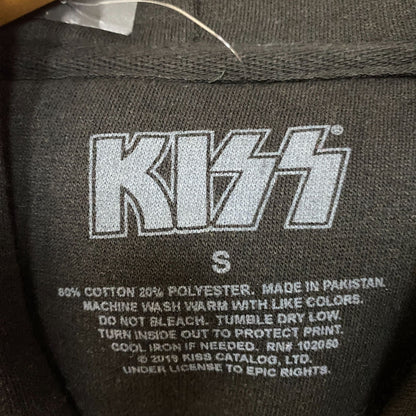 KISS®
S
80% COTTON 20% POLYESTER. MADE IN PAKISTAN.
MACHINE WASH WARM WITH LIKE COLORS.
DO NOT BLEACH. TUMBLE DRY LOW.
TURN INSIDE OUT TO PROTECT PRINT.
COOL IRON IF NEEDED. RN# 102050
© 2019 KISS CATALOG, LTD.
UNDER LICENSE TO EPIC RIGHTS.